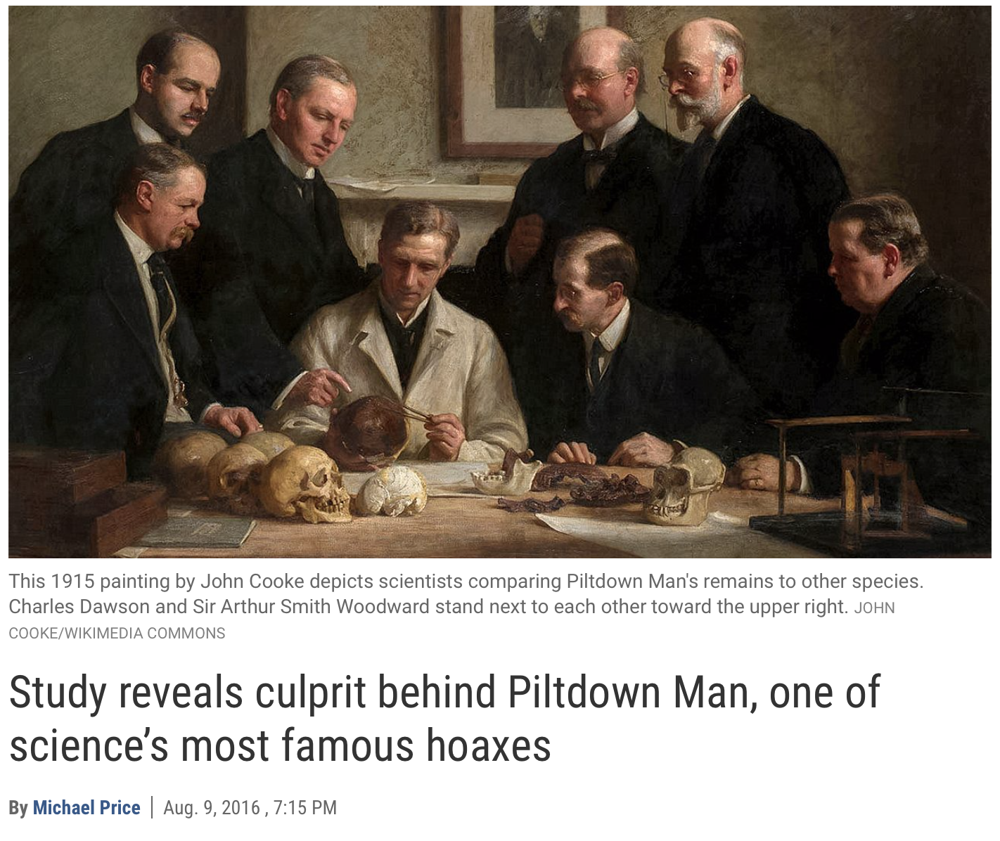 This 1915 painting by John Cooke depicts scientists comparing Piltdown Man's remains to other species.
Charles Dawson and Sir Arthur Smith Woodward stand next to each other toward the upper right. JOHN
COOKE/WIKIMEDIA COMMONS
Study reveals culprit behind Piltdown Man, one of
science’s most famous hoaxes
By Michael Price | Aug. 9, 2016 , 7:15 PM